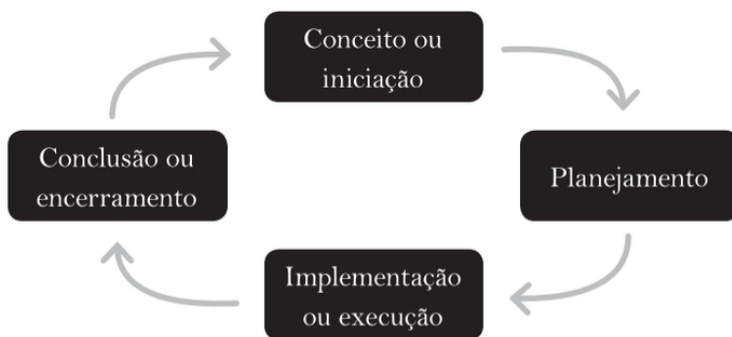 Conceito ou
iniciação
Planejamento
Implementação
ou execução
Conclusão ou
encerramento